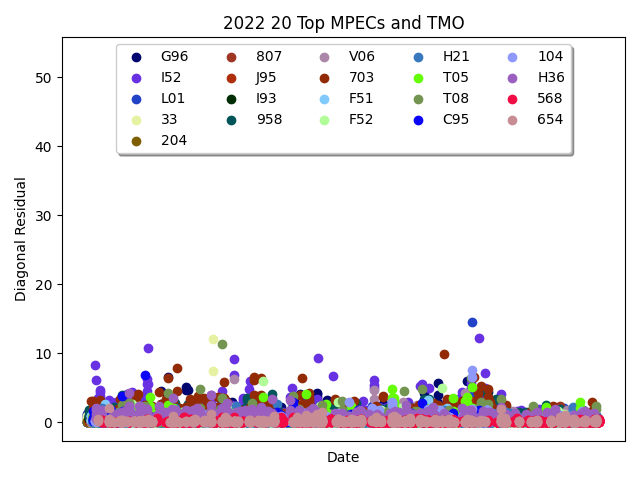 2022 20 Top MPECs and TMO
G96 807 V06 H21 104
I52 J95 703 T05 H36
L01 I93 F51 T08 568
33 958 F52 C95 654
204
50
40
30
20
10
0
Diagonal Residual
Date